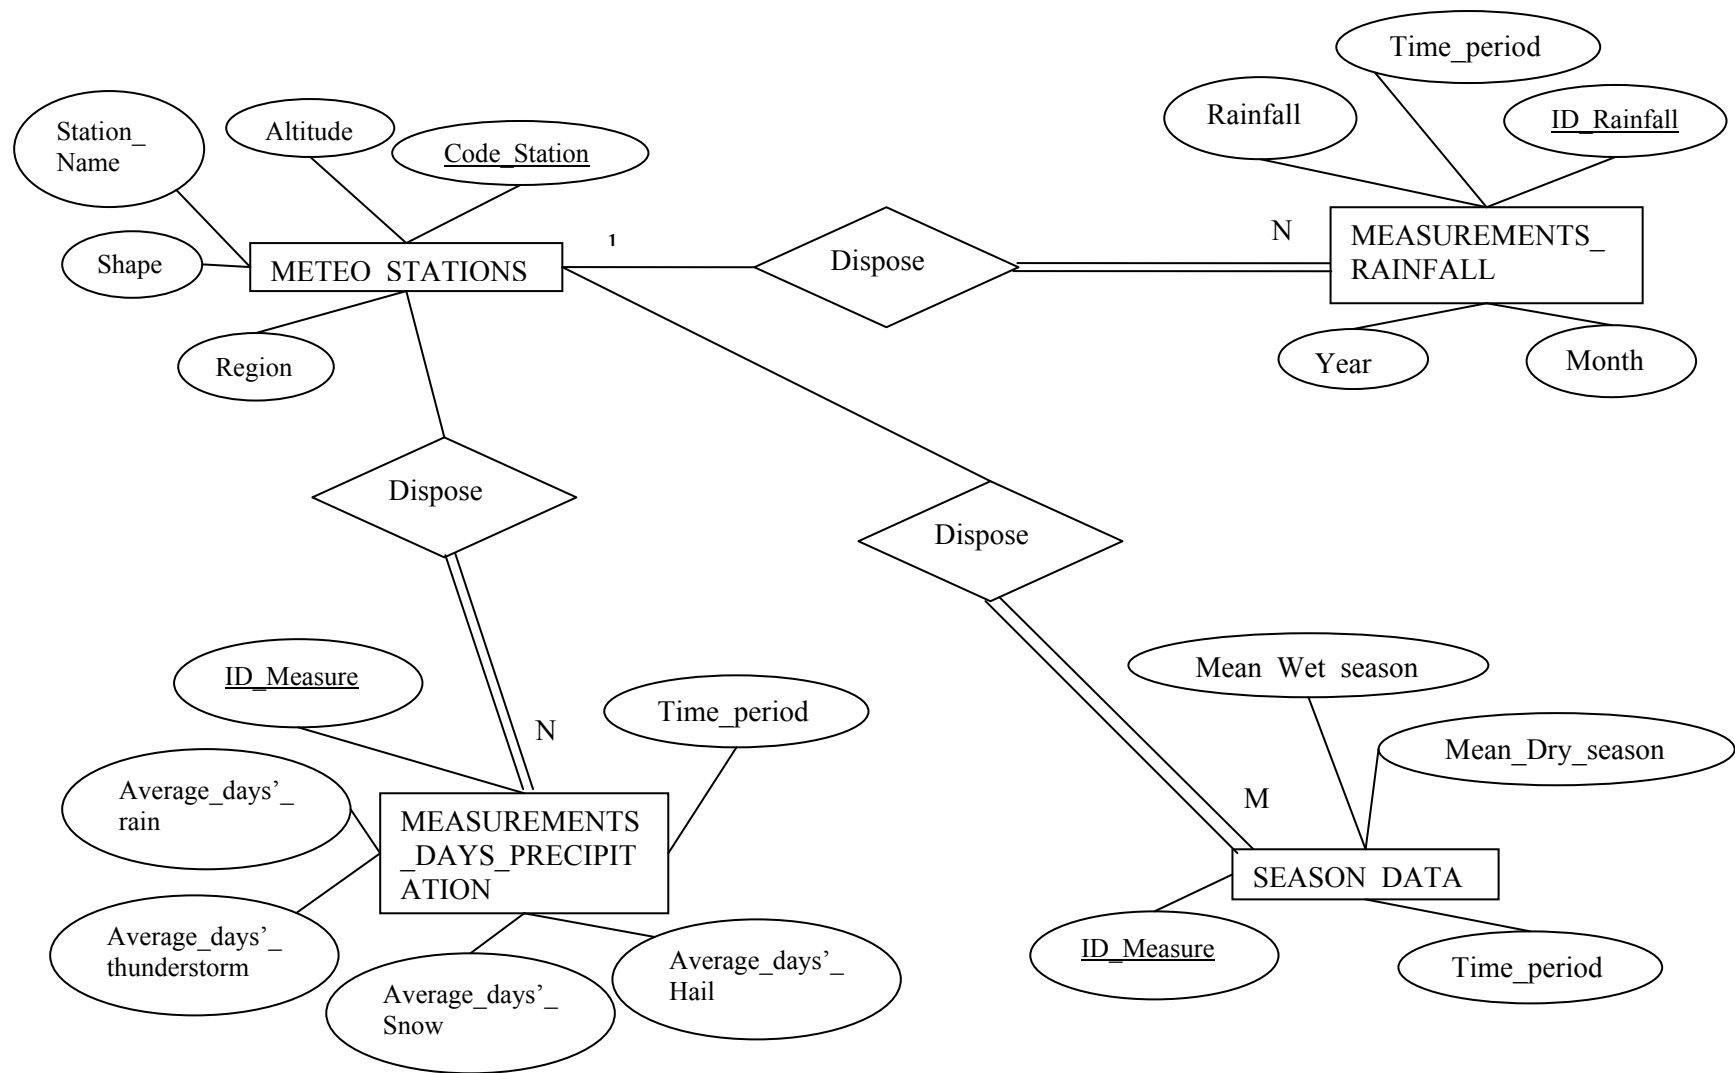 Time_period
Rainfall
ID_Rainfall
Station_
Name
Altitude
Code_Station
Shape
METEO STATIONS
1
Dispose
N
MEASUREMENTS_
RAINFALL
Region
Year
Month
Dispose
Dispose
ID_Measure
N
Time_period
Mean Wet season
Mean_Dry_season
Average_days’_
rain
MEASUREMENTS
_DAYS_PRECIPIT
ATION
M
SEASON DATA
Average_days’_
thunderstorm
Average_days’_
Snow
Average_days’_
Hail
ID_Measure
Time_period